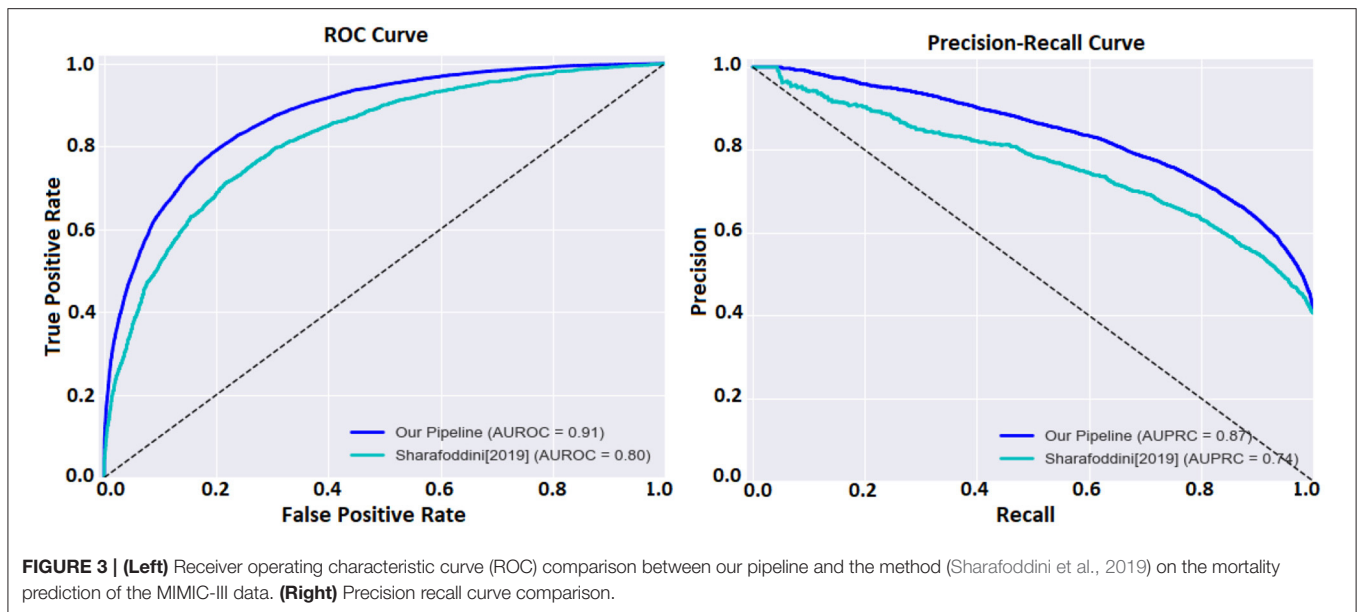 ROC Curve
1.0
0.8
0.6
0.4
0.2
0.0
True Positive Rate
Our Pipeline (AUROC = 0.91)
Sharafoddini[2019] (AUROC = 0.80)
0.0 0.2 0.4 0.6 0.8 1.0
False Positive Rate
Precision-Recall Curve
1.0
0.8
0.6
0.4
0.2
0.0
Precision
Our Pipeline (AUPRC = 0.87)
Sharafoddini[2019] (AUPRC = 0.74)
0.0 0.2 0.4 0.6 0.8 1.0
Recall
FIGURE 3 | (Left) Receiver operating characteristic curve (ROC) comparison between our pipeline and the method (Sharafoddini et al., 2019) on the mortality
prediction of the MIMIC-III data. (Right) Precision recall curve comparison.